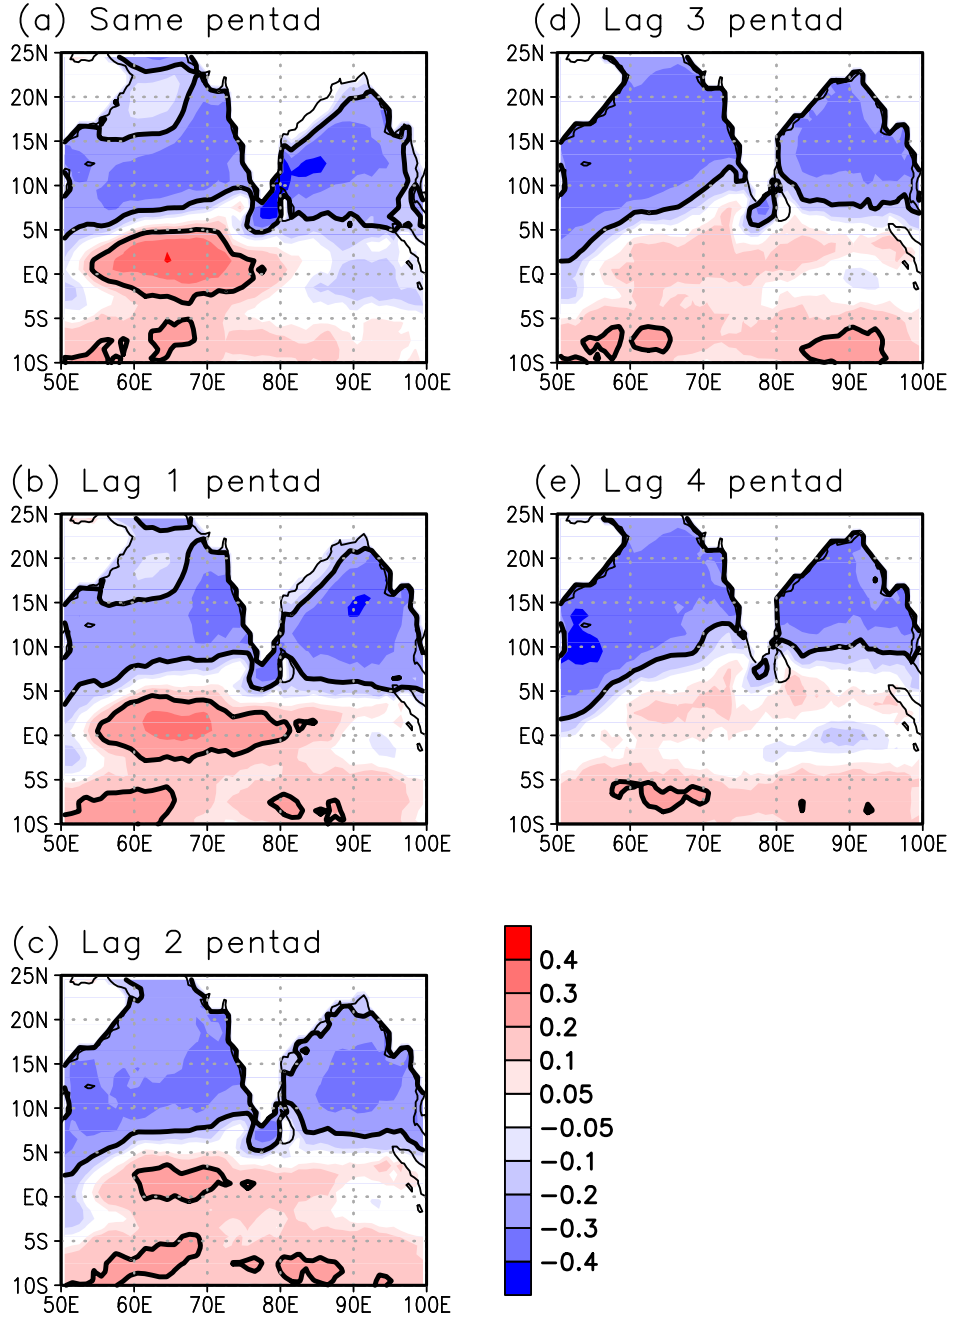 (a) Same pentad
25N
20N
15N
10N
5N
EQ
5S
10S
50E 60E 70E 80E 90E 100E
(d) Lag 3 pentad
25N
20N
15N
10N
5N
EQ
5S
10S
50E 60E 70E 80E 90E 100E
(b) Lag 1 pentad
25N
20N
15N
10N
5N
EQ
5S
10S
50E 60E 70E 80E 90E 100E
(e) Lag 4 pentad
25N
20N
15N
10N
5N
EQ
5S
10S
50E 60E 70E 80E 90E 100E
(c) Lag 2 pentad
25N
20N
15N
10N
5N
EQ
5S
10S
50E 60E 70E 80E 90E 100E
0.4
0.3
0.2
0.1
0.05
−0.05
−0.1
−0.2
−0.3
−0.4